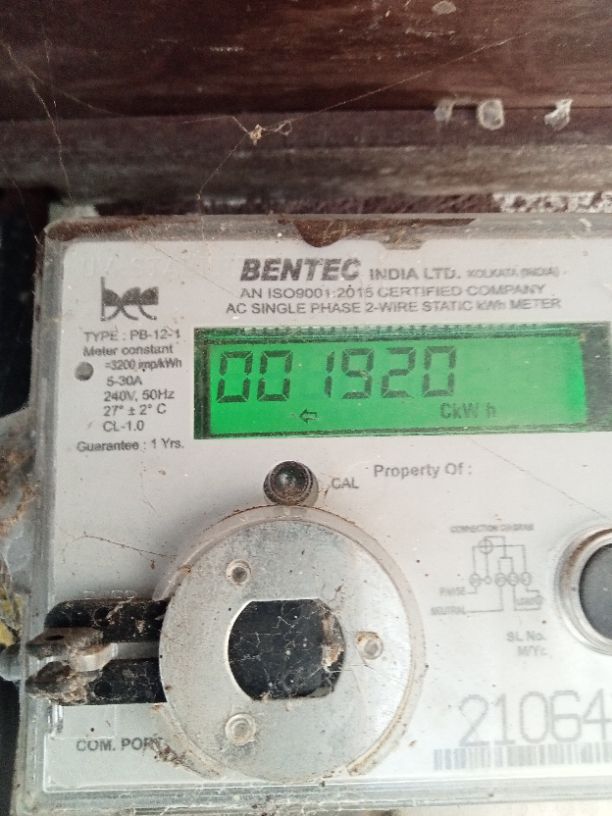 BENTEC INDIA LTD. KOLKATA (INDIA)
AN ISO9001:2015 CERTIFIED COMPANY
AC SINGLE PHASE 2-WIRE STATIC kWh METER
bee
TYPE : PB-12-1
Meter constant
=3200 imp/kWh
5-30A
240V, 50Hz
27° ± 2° C
CL-1.0
Guarantee : 1 Yrs.
001920
CkW h
CAL
Property Of :
CONNECTION DIAGRAM
PHASE
NEUTRAL
LOAD
SL No.
M/Yr.
21064
COM. PORT